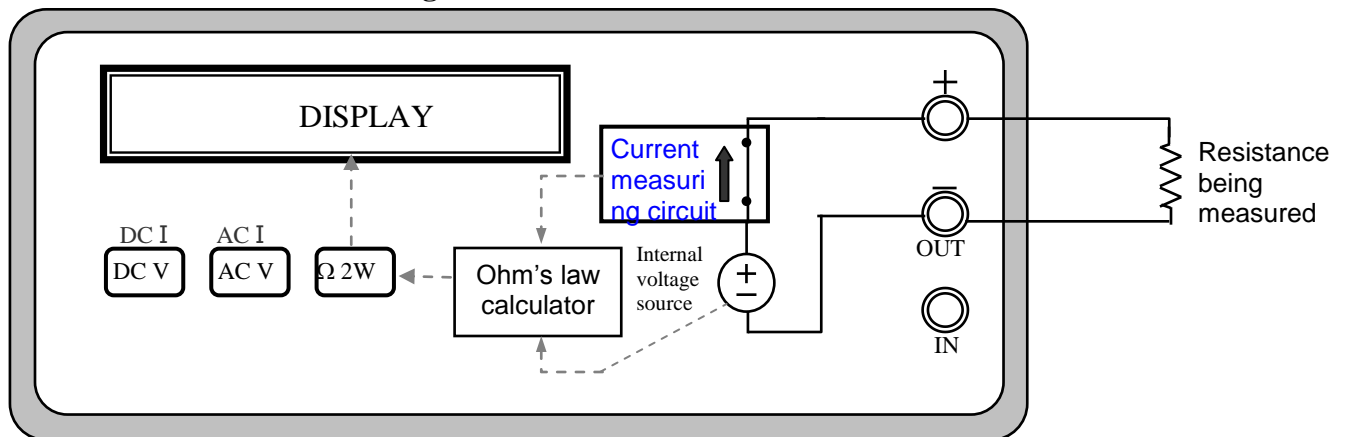 DISPLAY
+
Current
measuri
ng circuit
Resistance
being
measured
–
OUT
DC I
AC I
DC V
AC V
Ω 2W
Ohm's law
calculator
Internal
voltage
source
+
–
IN